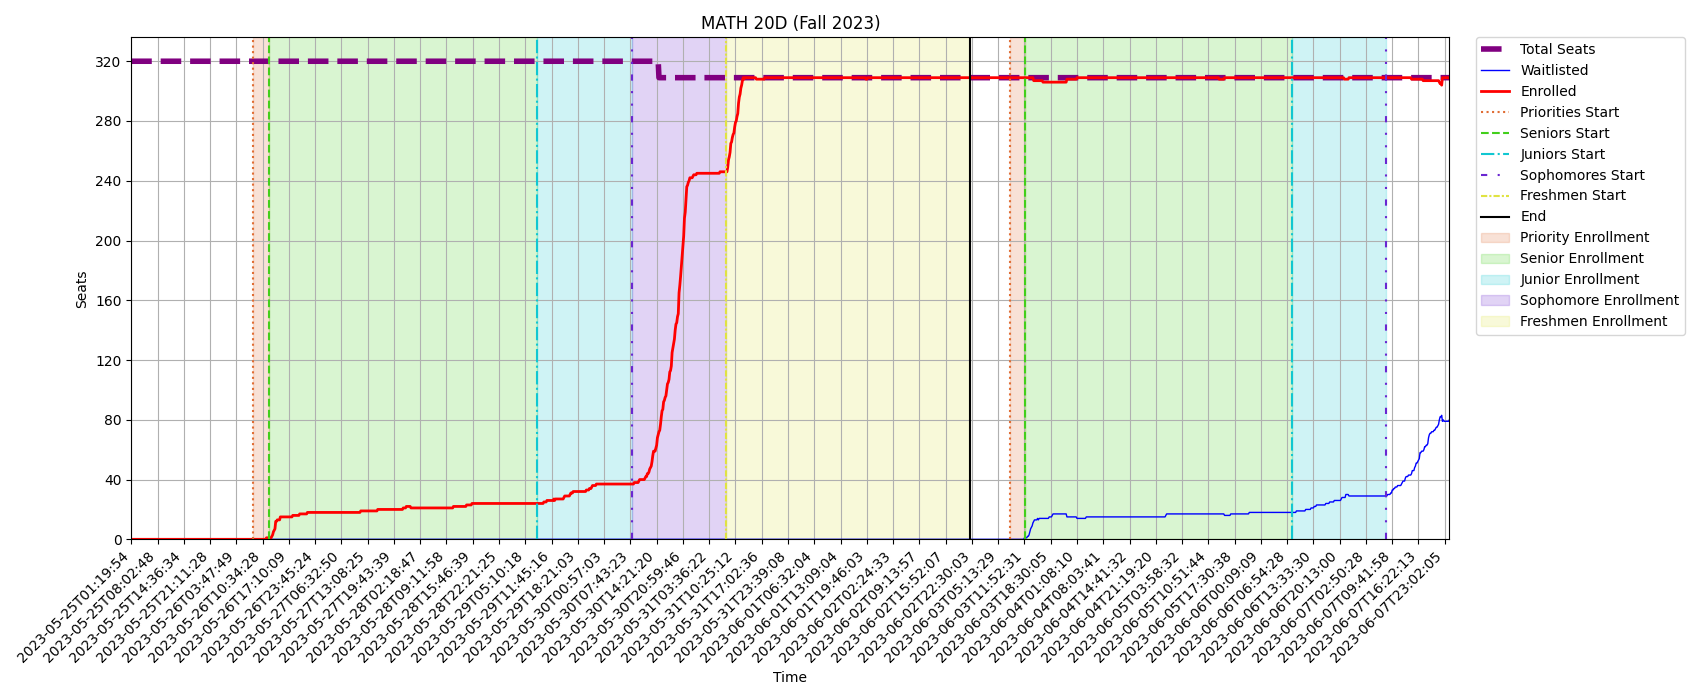 MATH 20D (Fall 2023)
Seats
320
280
240
200
160
120
80
40
0
2023-05-25T01:19:54
2023-05-25T08:02:48
2023-05-25T14:36:34
2023-05-25T21:11:28
2023-05-26T03:47:49
2023-05-26T10:34:28
2023-05-26T17:10:09
2023-05-26T23:45:24
2023-05-27T06:32:50
2023-05-27T13:08:25
2023-05-27T19:43:39
2023-05-28T02:18:47
2023-05-28T09:11:58
2023-05-28T15:46:39
2023-05-28T22:21:25
2023-05-29T05:10:18
2023-05-29T11:45:16
2023-05-29T18:21:03
2023-05-30T00:57:03
2023-05-30T07:43:23
2023-05-30T14:21:20
2023-05-30T20:59:46
2023-05-31T03:36:22
2023-05-31T10:25:12
2023-05-31T17:02:36
2023-05-31T23:39:08
2023-06-01T06:32:04
2023-06-01T13:09:04
2023-06-01T19:46:03
2023-06-02T02:24:33
2023-06-02T09:13:57
2023-06-02T15:52:07
2023-06-02T22:30:03
2023-06-03T05:13:29
2023-06-03T11:52:31
2023-06-03T18:30:05
2023-06-04T01:08:10
2023-06-04T08:03:41
2023-06-04T14:41:32
2023-06-04T21:19:20
2023-06-05T03:58:32
2023-06-05T10:51:44
2023-06-05T17:30:38
2023-06-06T00:09:09
2023-06-06T06:54:28
2023-06-06T13:33:30
2023-06-06T20:13:00
2023-06-07T02:50:28
2023-06-07T09:41:58
2023-06-07T16:22:13
2023-06-07T23:02:05
Time
Total Seats
Waitlisted
Enrolled
Priorities Start
Seniors Start
Juniors Start
Sophomores Start
Freshmen Start
End
Priority Enrollment
Senior Enrollment
Junior Enrollment
Sophomore Enrollment
Freshmen Enrollment